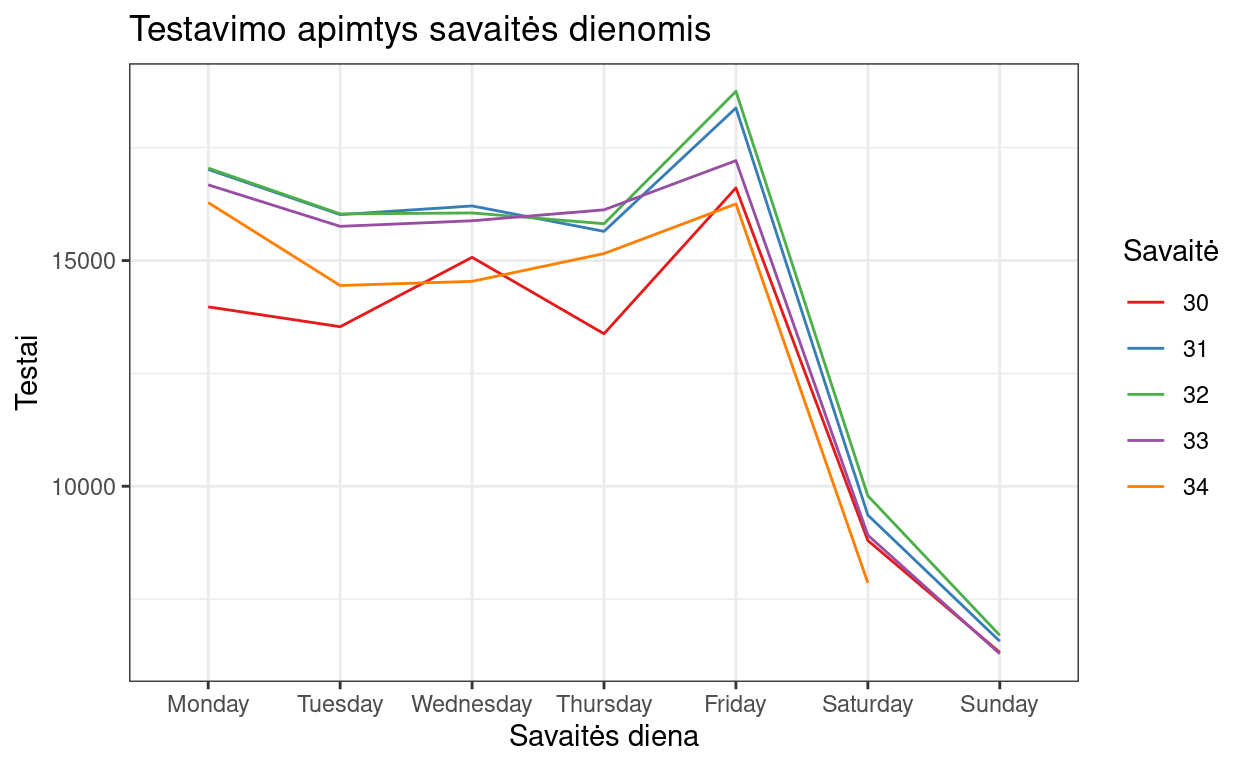 Testavimo apimtys savaitės dienomis
Testai
15000
10000
Monday Tuesday Wednesday Thursday Friday Saturday Sunday
Savaitės diena
Savaitė
30
31
32
33
34